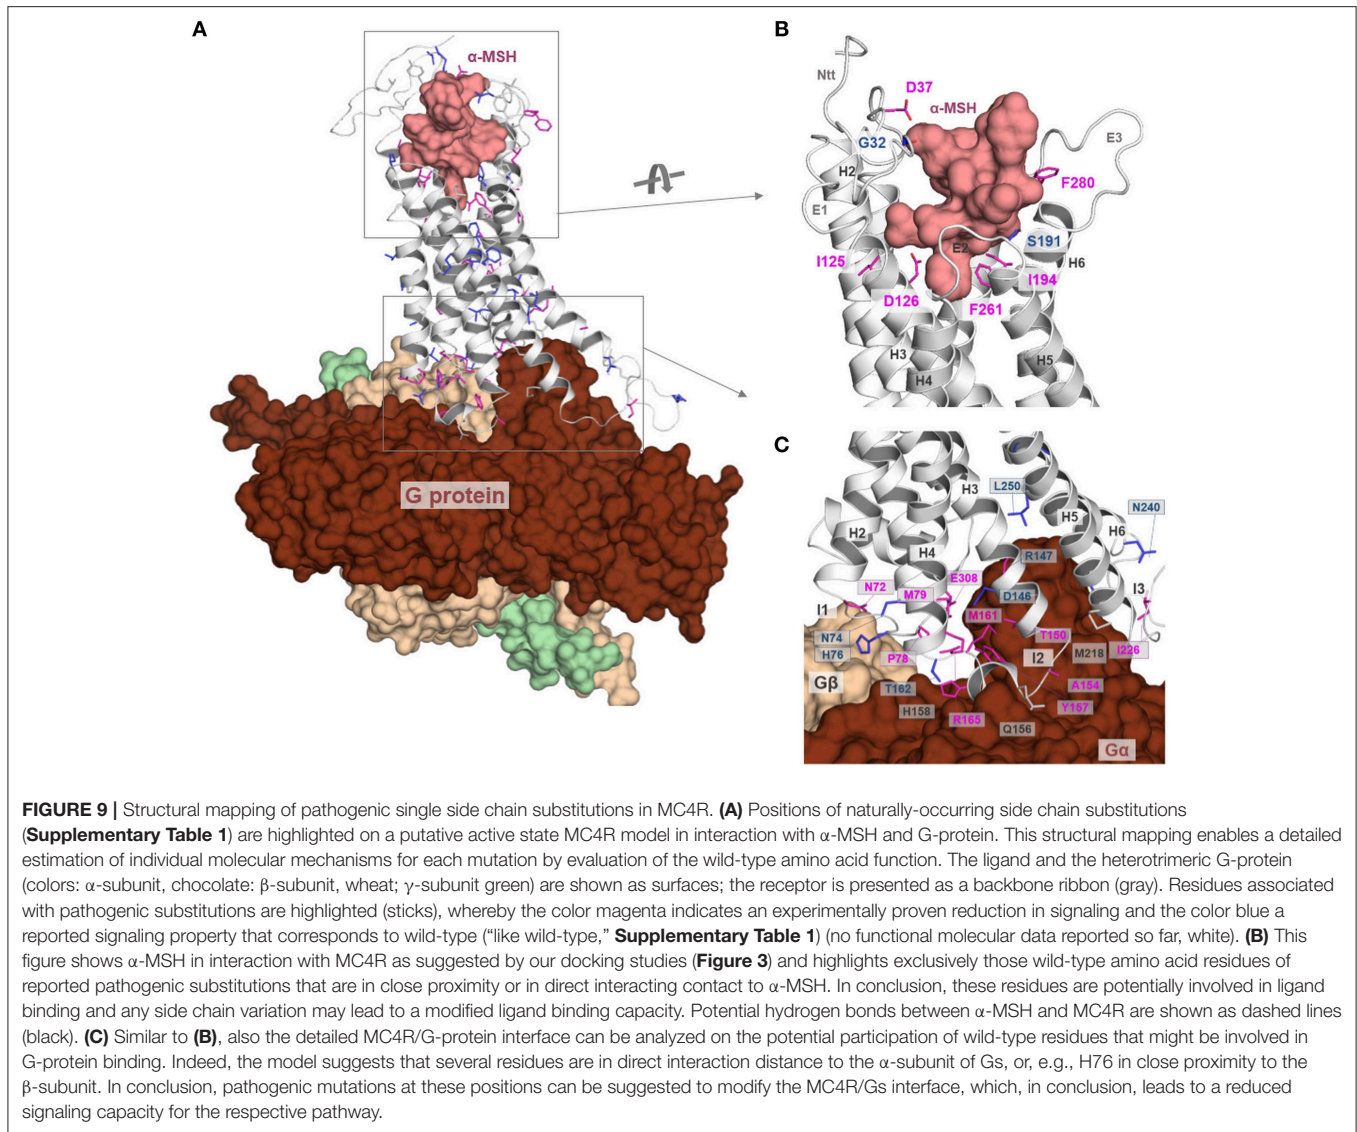 A
α-MSH
G protein
B
Ntt
D37
α-MSH
G32
H2
E3
F280
E1
E2
S191
H6
I125
I194
D126
F261
H3
H5
H4
C
H3
L250
H5
N240
H2
H6
H4
R147
E308
N72
M79
D146
I3
I1
M161
N74
T150
H76
P78
I2
M218
I226
Gβ
T162
A154
H158
Y157
R165
Q156
Gα
FIGURE 9 | Structural mapping of pathogenic single side chain substitutions in MC4R. (A) Positions of naturally-occurring side chain substitutions
(Supplementary Table 1) are highlighted on a putative active state MC4R model in interaction with α-MSH and G-protein. This structural mapping enables a detailed
estimation of individual molecular mechanisms for each mutation by evaluation of the wild-type amino acid function. The ligand and the heterotrimeric G-protein
(colors: α-subunit, chocolate: β-subunit, wheat; γ-subunit green) are shown as surfaces; the receptor is presented as a backbone ribbon (gray). Residues associated
with pathogenic substitutions are highlighted (sticks), whereby the color magenta indicates an experimentally proven reduction in signaling and the color blue a
reported signaling property that corresponds to wild-type (“like wild-type,” Supplementary Table 1) (no functional molecular data reported so far, white). (B) This
figure shows α-MSH in interaction with MC4R as suggested by our docking studies (Figure 3) and highlights exclusively those wild-type amino acid residues of
reported pathogenic substitutions that are in close proximity or in direct interacting contact to α-MSH. In conclusion, these residues are potentially involved in ligand
binding and any side chain variation may lead to a modified ligand binding capacity. Potential hydrogen bonds between α-MSH and MC4R are shown as dashed lines
(black). (C) Similar to (B), also the detailed MC4R/G-protein interface can be analyzed on the potential participation of wild-type residues that might be involved in
G-protein binding. Indeed, the model suggests that several residues are in direct interaction distance to the α-subunit of Gs, or, e.g., H76 in close proximity to the
β-subunit. In conclusion, pathogenic mutations at these positions can be suggested to modify the MC4R/Gs interface, which, in conclusion, leads to a reduced
signaling capacity for the respective pathway.